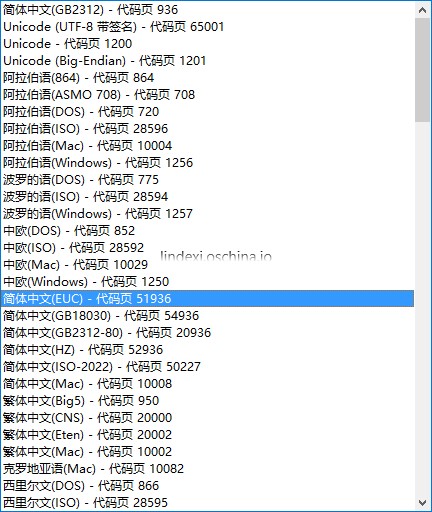 简体中文(GB2312) - 代码页 936
Unicode (UTF-8 带签名) - 代码页 65001
Unicode - 代码页 1200
Unicode (Big-Endian) - 代码页 1201
阿拉伯语(864) - 代码页 864
阿拉伯语(ASMO 708) - 代码页 708
阿拉伯语(DOS) - 代码页 720
阿拉伯语(ISO) - 代码页 28596
阿拉伯语(Mac) - 代码页 10004
阿拉伯语(Windows) - 代码页 1256
波罗的语(DOS) - 代码页 775
波罗的语(ISO) - 代码页 28594
波罗的语(Windows) - 代码页 1257
中欧(DOS) - 代码页 852
中欧(ISO) - 代码页 28592
lindexi.oschina.io
中欧(Mac) - 代码页 10029
中欧(Windows) - 代码页 1250
简体中文(EUC) - 代码页 51936
简体中文(GB18030) - 代码页 54936
简体中文(GB2312-80) - 代码页 20936
简体中文(HZ) - 代码页 52936
简体中文(ISO-2022) - 代码页 50227
简体中文(Mac) - 代码页 10008
繁体中文(Big5) - 代码页 950
繁体中文(CNS) - 代码页 20000
繁体中文(Eten) - 代码页 20002
繁体中文(Mac) - 代码页 10002
克罗地亚语(Mac) - 代码页 10082
西里尔文(DOS) - 代码页 866
西里尔文(ISO) - 代码页 28595